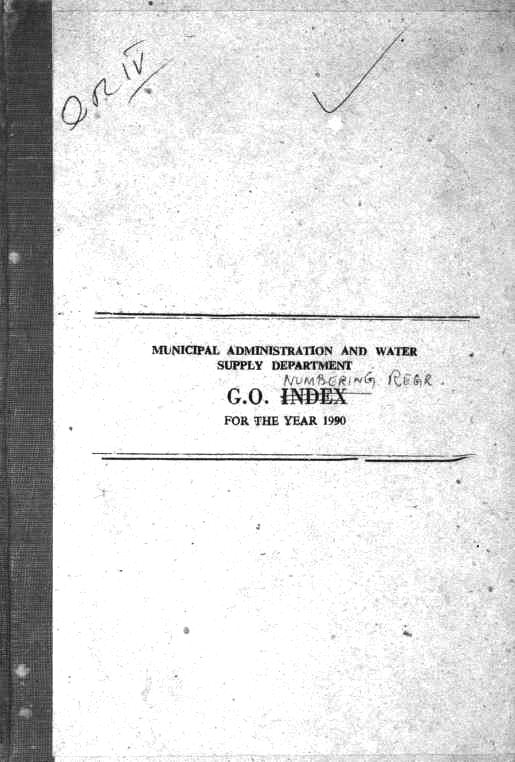 OR IV
MUNICIPAL ADMINISTRATION AND WATER
SUPPLY DEPARTMENT
NUMBERING REGR.
G.O. INDEX
FOR THE YEAR 1990